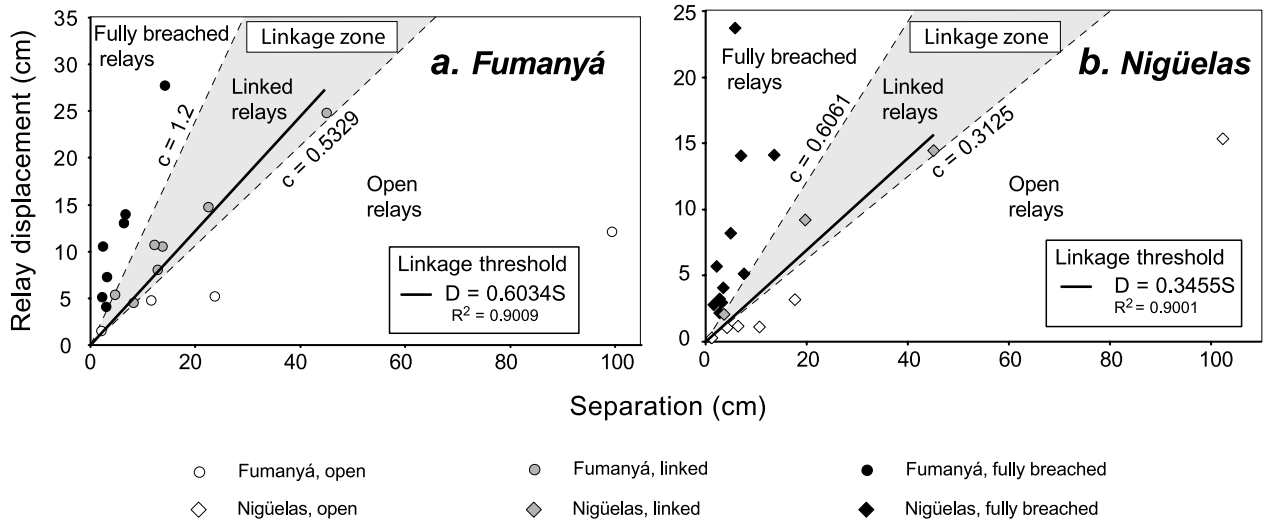 Relay displacement (cm)
35
30
25
20
15
10
5
0
Fully breached
relays
Linkage zone
a. Fumanyá
Linked
relays
c = 1.2
c = 0.5329
Open
relays
Linkage threshold
D = 0.6034S
R² = 0.9009
0 20 40 60 80 100
25
20
15
10
5
0
Linkage zone
Fully breached
relays
b. Nigüelas
Linked
relays
c = 0.6061
c = 0.3125
Open
relays
Linkage threshold
D = 0.3455S
R² = 0.9001
0 20 40 60 80 100
Separation (cm)
Fumanyá, open
Fumanyá, linked
Fumanyá, fully breached
Nigüelas, open
Nigüelas, linked
Nigüelas, fully breached